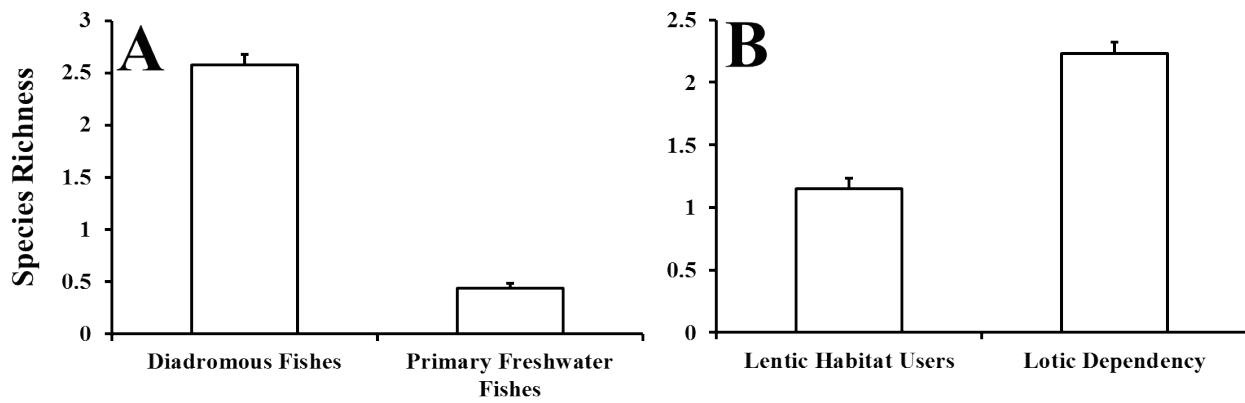 A
Species Richness
3
2.5
2
1.5
1
0.5
0
Diadromous Fishes
Primary Freshwater
Fishes
B
2.5
2
1.5
1
0.5
0
Lentic Habitat Users
Lotic Dependency